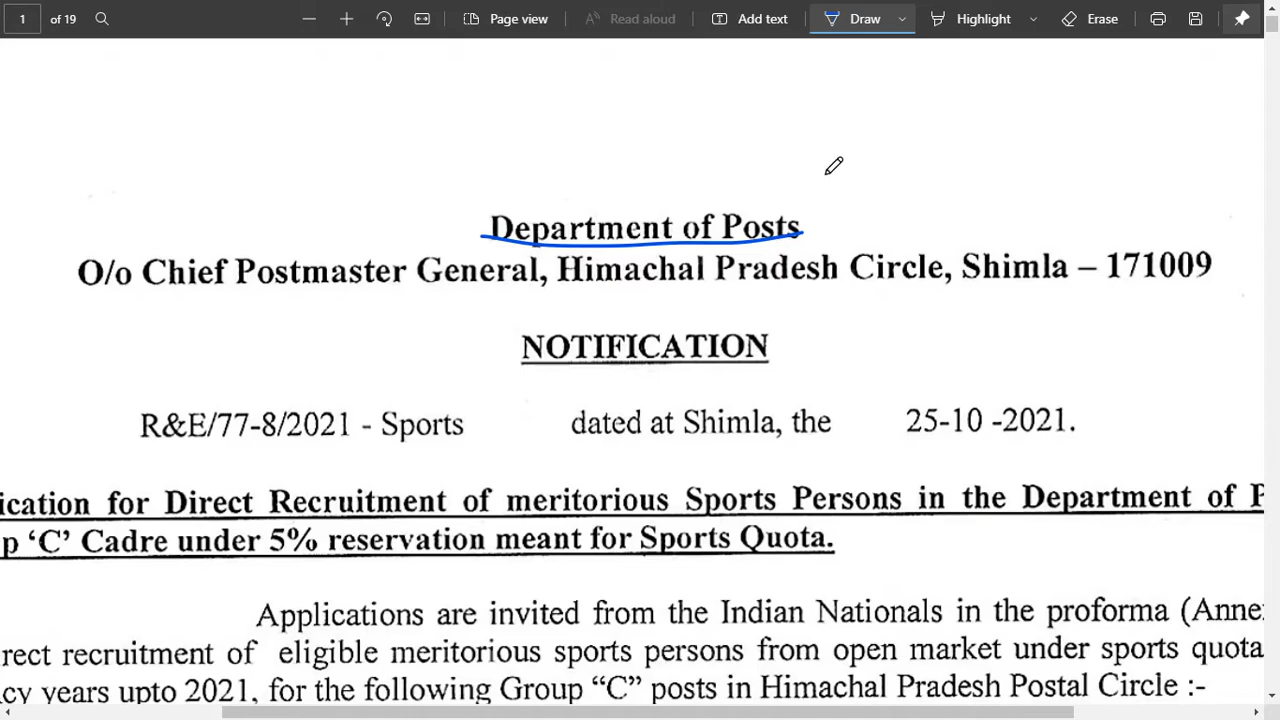 1 of 19 Page view Read aloud Add text Draw Highlight Erase
Department of Posts
O/o Chief Postmaster General, Himachal Pradesh Circle, Shimla – 171009
NOTIFICATION
R&E/77-8/2021 - Sports dated at Shimla, the 25-10 -2021.
ication for Direct Recruitment of meritorious Sports Persons in the Department of P
p ‘C’ Cadre under 5% reservation meant for Sports Quota.
Applications are invited from the Indian Nationals in the proforma (Anne
rect recruitment of eligible meritorious sports persons from open market under sports quota
cy years upto 2021, for the following Group “C” posts in Himachal Pradesh Postal Circle :-